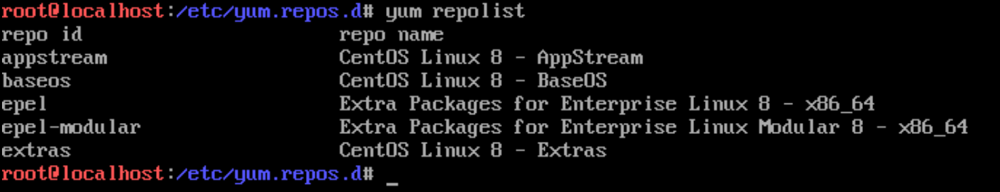 root@localhost:/etc/yum.repos.d# yum repolist
repo id                             repo name
appstream                           CentOS Linux 8 - AppStream
baseos                              CentOS Linux 8 - BaseOS
epel                                Extra Packages for Enterprise Linux 8 - x86_64
epel-modular                        Extra Packages for Enterprise Linux Modular 8 - x86_64
extras                              CentOS Linux 8 - Extras
root@localhost:/etc/yum.repos.d# _